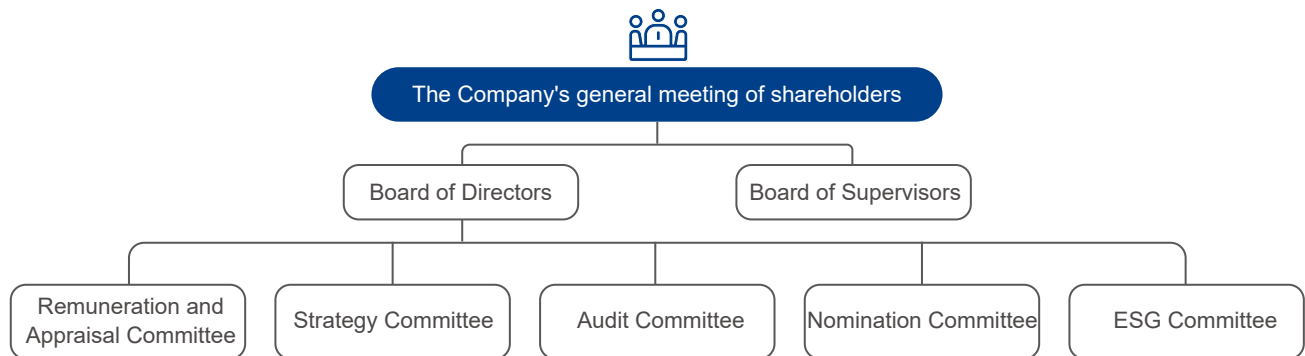 The Company's general meeting of shareholders
Board of Directors
Board of Supervisors
Remuneration and
Appraisal Committee
Strategy Committee
Audit Committee
Nomination Committee
ESG Committee